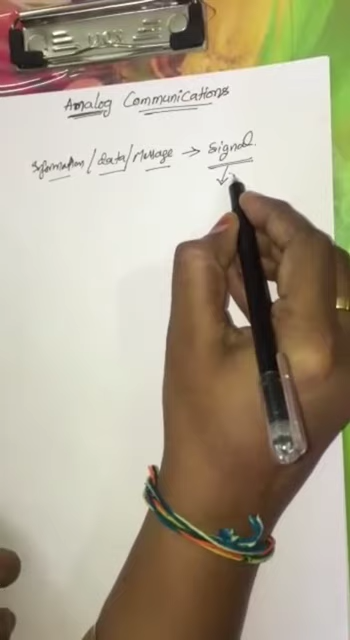 Analog Communications
Information / data / Message → Signal.